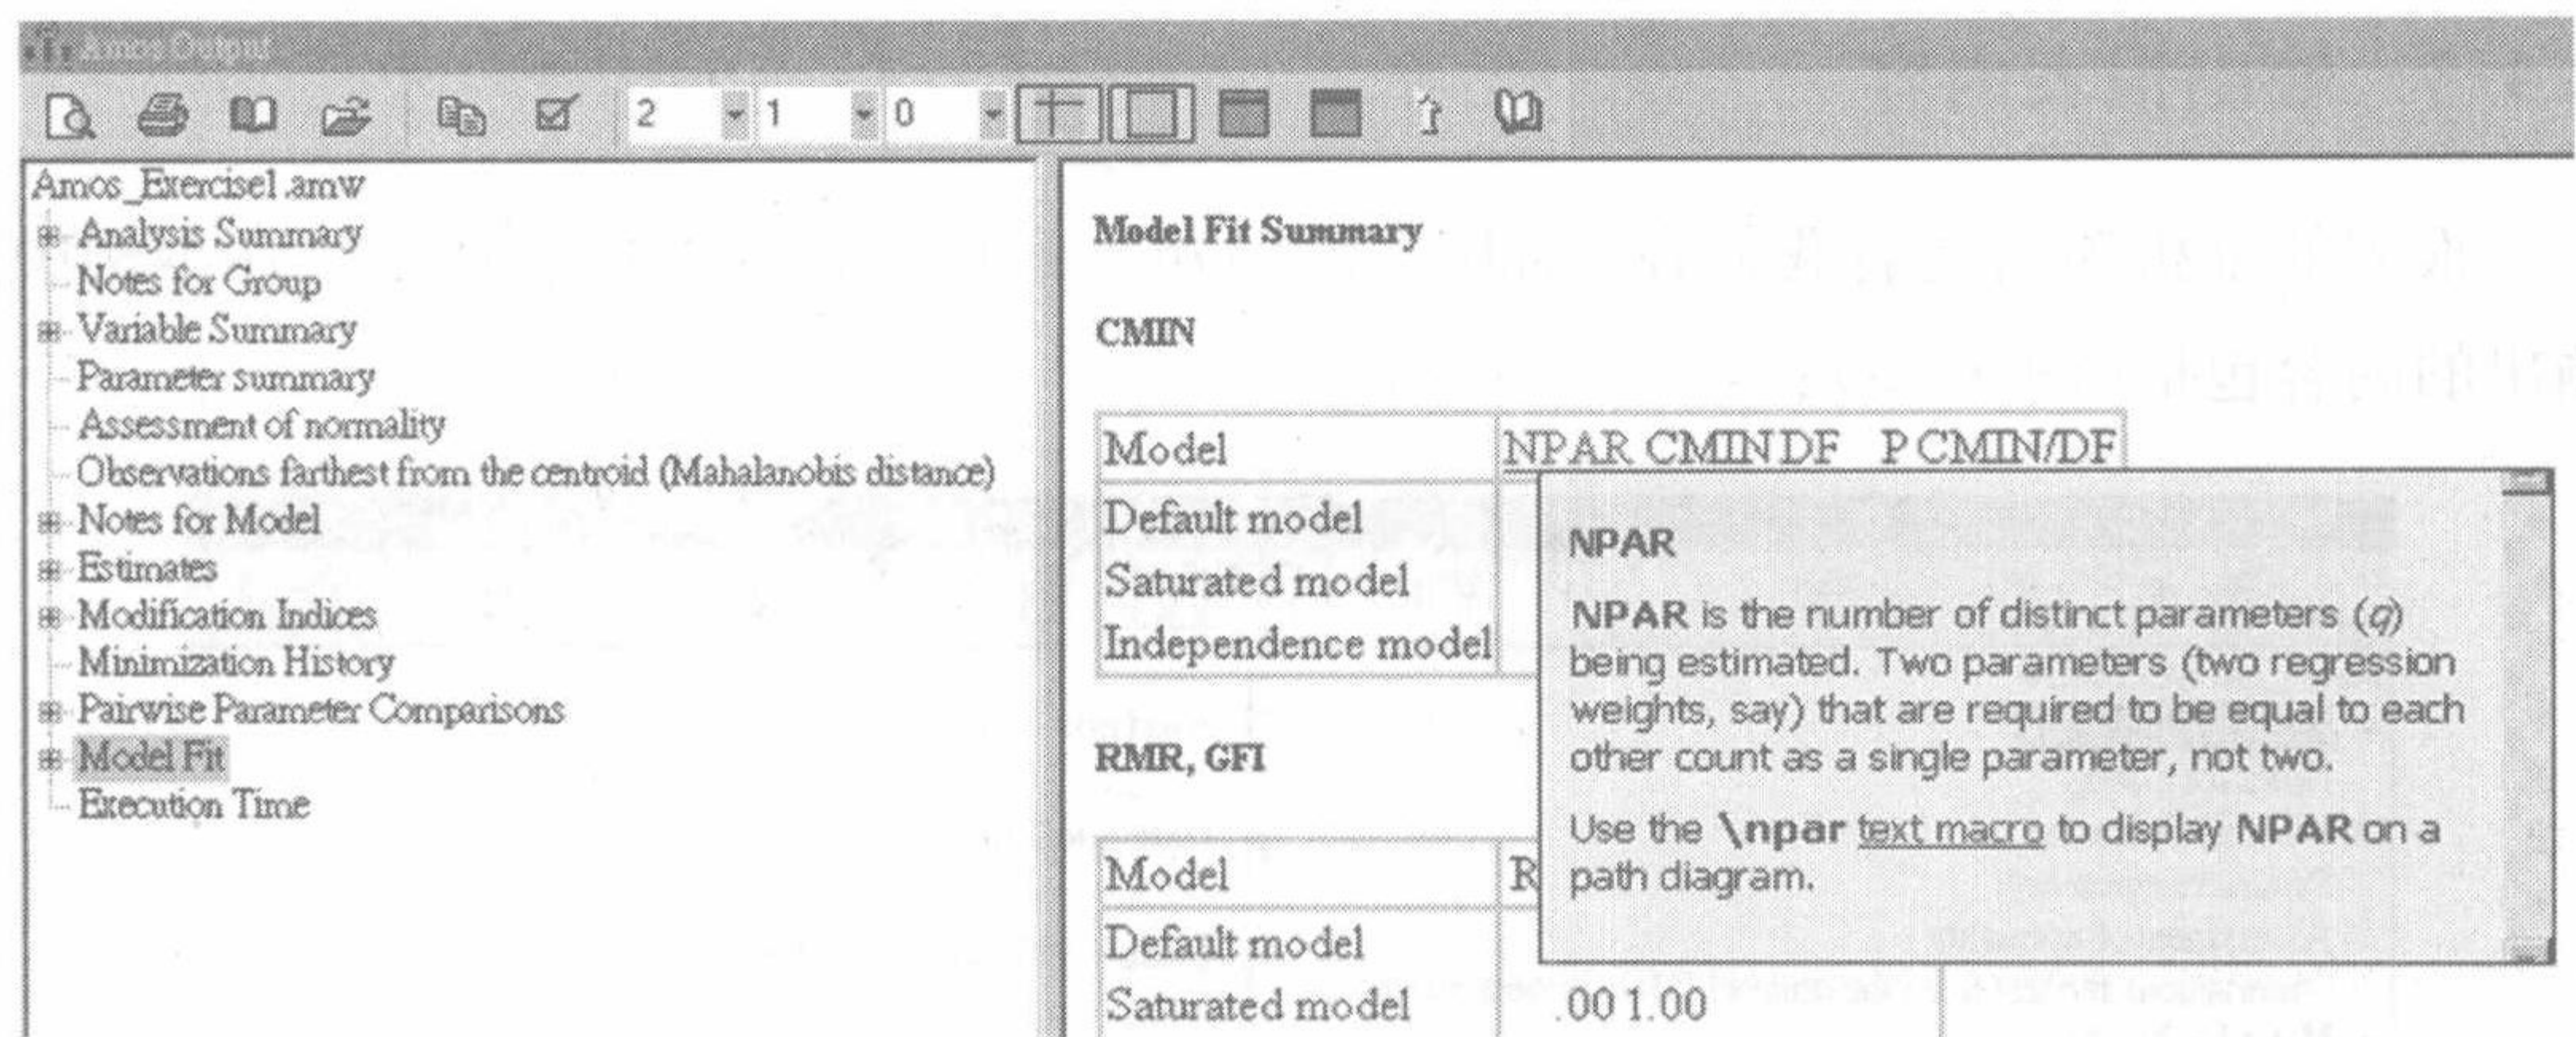 Amos Output
2 1 0
Amos_Exercise1.amw
Analysis Summary
Notes for Group
Variable Summary
Parameter summary
Assessment of normality
Observations farthest from the centroid (Mahalanobis distance)
Notes for Model
Estimates
Modification Indices
Minimization History
Pairwise Parameter Comparisons
Model Fit
Execution Time
Model Fit Summary
CMIN
Model NPAR CMIN DF P CMIN/DF
Default model
Saturated model
Independence model
NPAR
NPAR is the number of distinct parameters (q)
being estimated. Two parameters (two regression
weights, say) that are required to be equal to each
other count as a single parameter, not two.
Use the \npar text macro to display NPAR on a
path diagram.
RMR, GFI
Model R
Default model
Saturated model .00 1.00